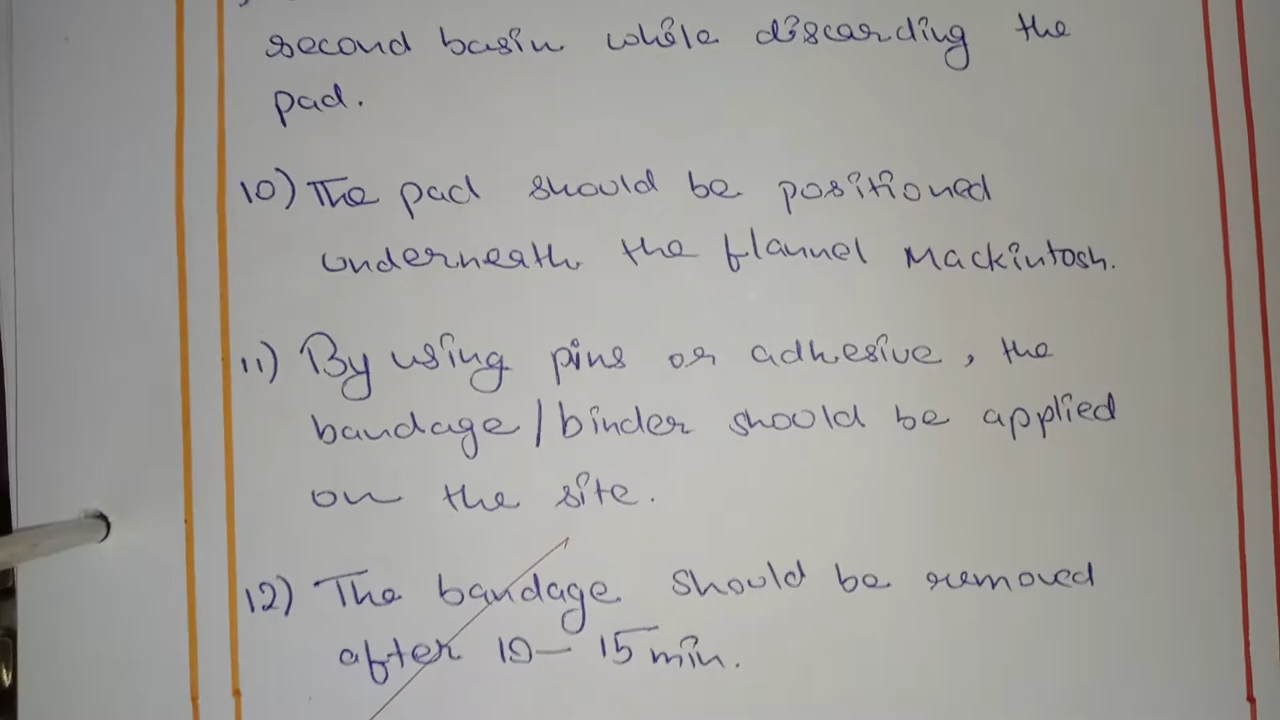 second basin while discarding the
pad.
10) The pad should be positioned
underneath the flannel Mackintosh.
11) By using pins or adhesive, the
bandage/binder should be applied
on the site.
12) The bandage should be removed
after 10- 15 min.